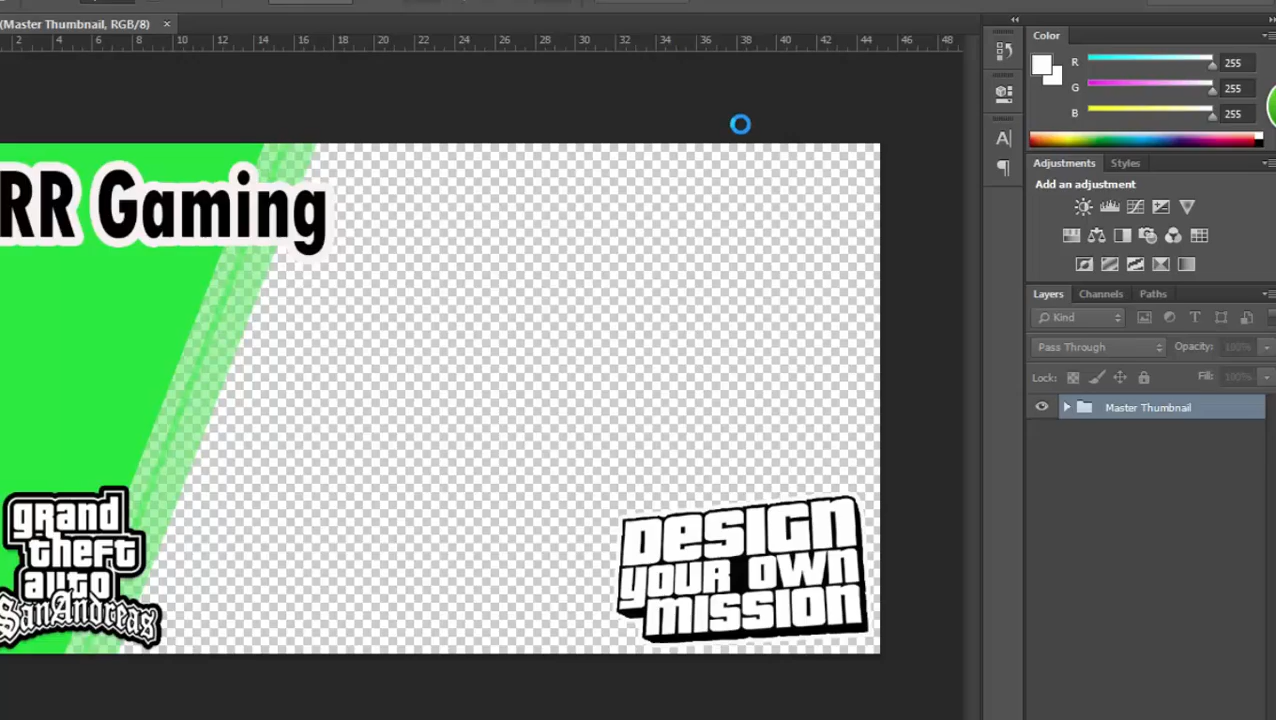 (Master Thumbnail, RGB/8) ×
2 4 6 8 10 12 14 16 18 20 22 24 26 28 30 32 34 36 38 40 42 44 46 48
Color
R 255
G 255
B 255
A
Adjustments Styles
Add an adjustment
Layers Channels Paths
Kind T
Pass Through Opacity: 100%
Lock: Fill: 100%
Master Thumbnail
RR Gaming
grand
theft
auto
SanAndreas
DESIGN
YOUR OWN
MISSION